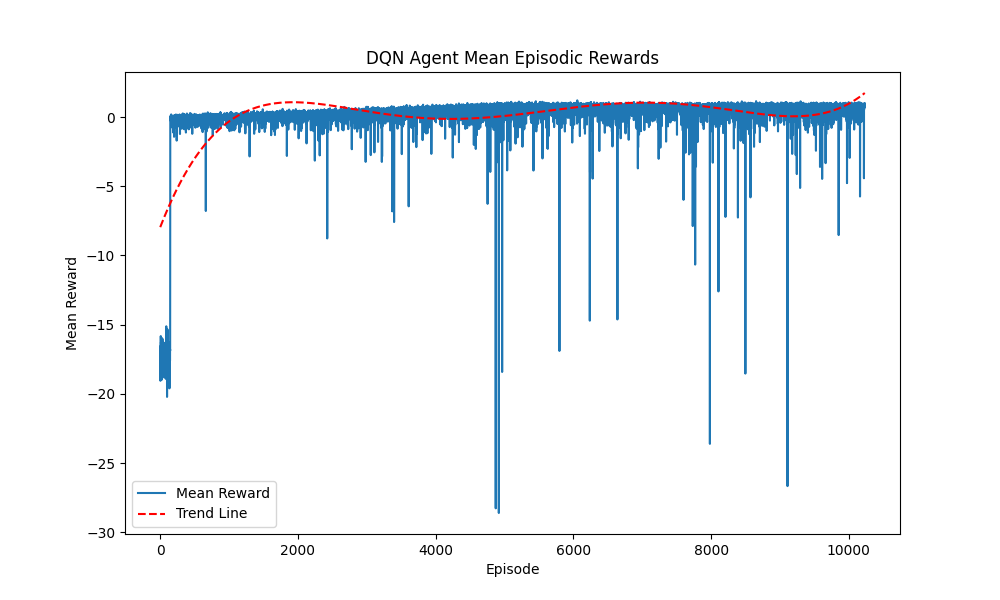 DQN Agent Mean Episodic Rewards
Mean Reward
0
−5
−10
−15
−20
−25
−30
Mean Reward
Trend Line
0
2000
4000
6000
8000
10000
Episode